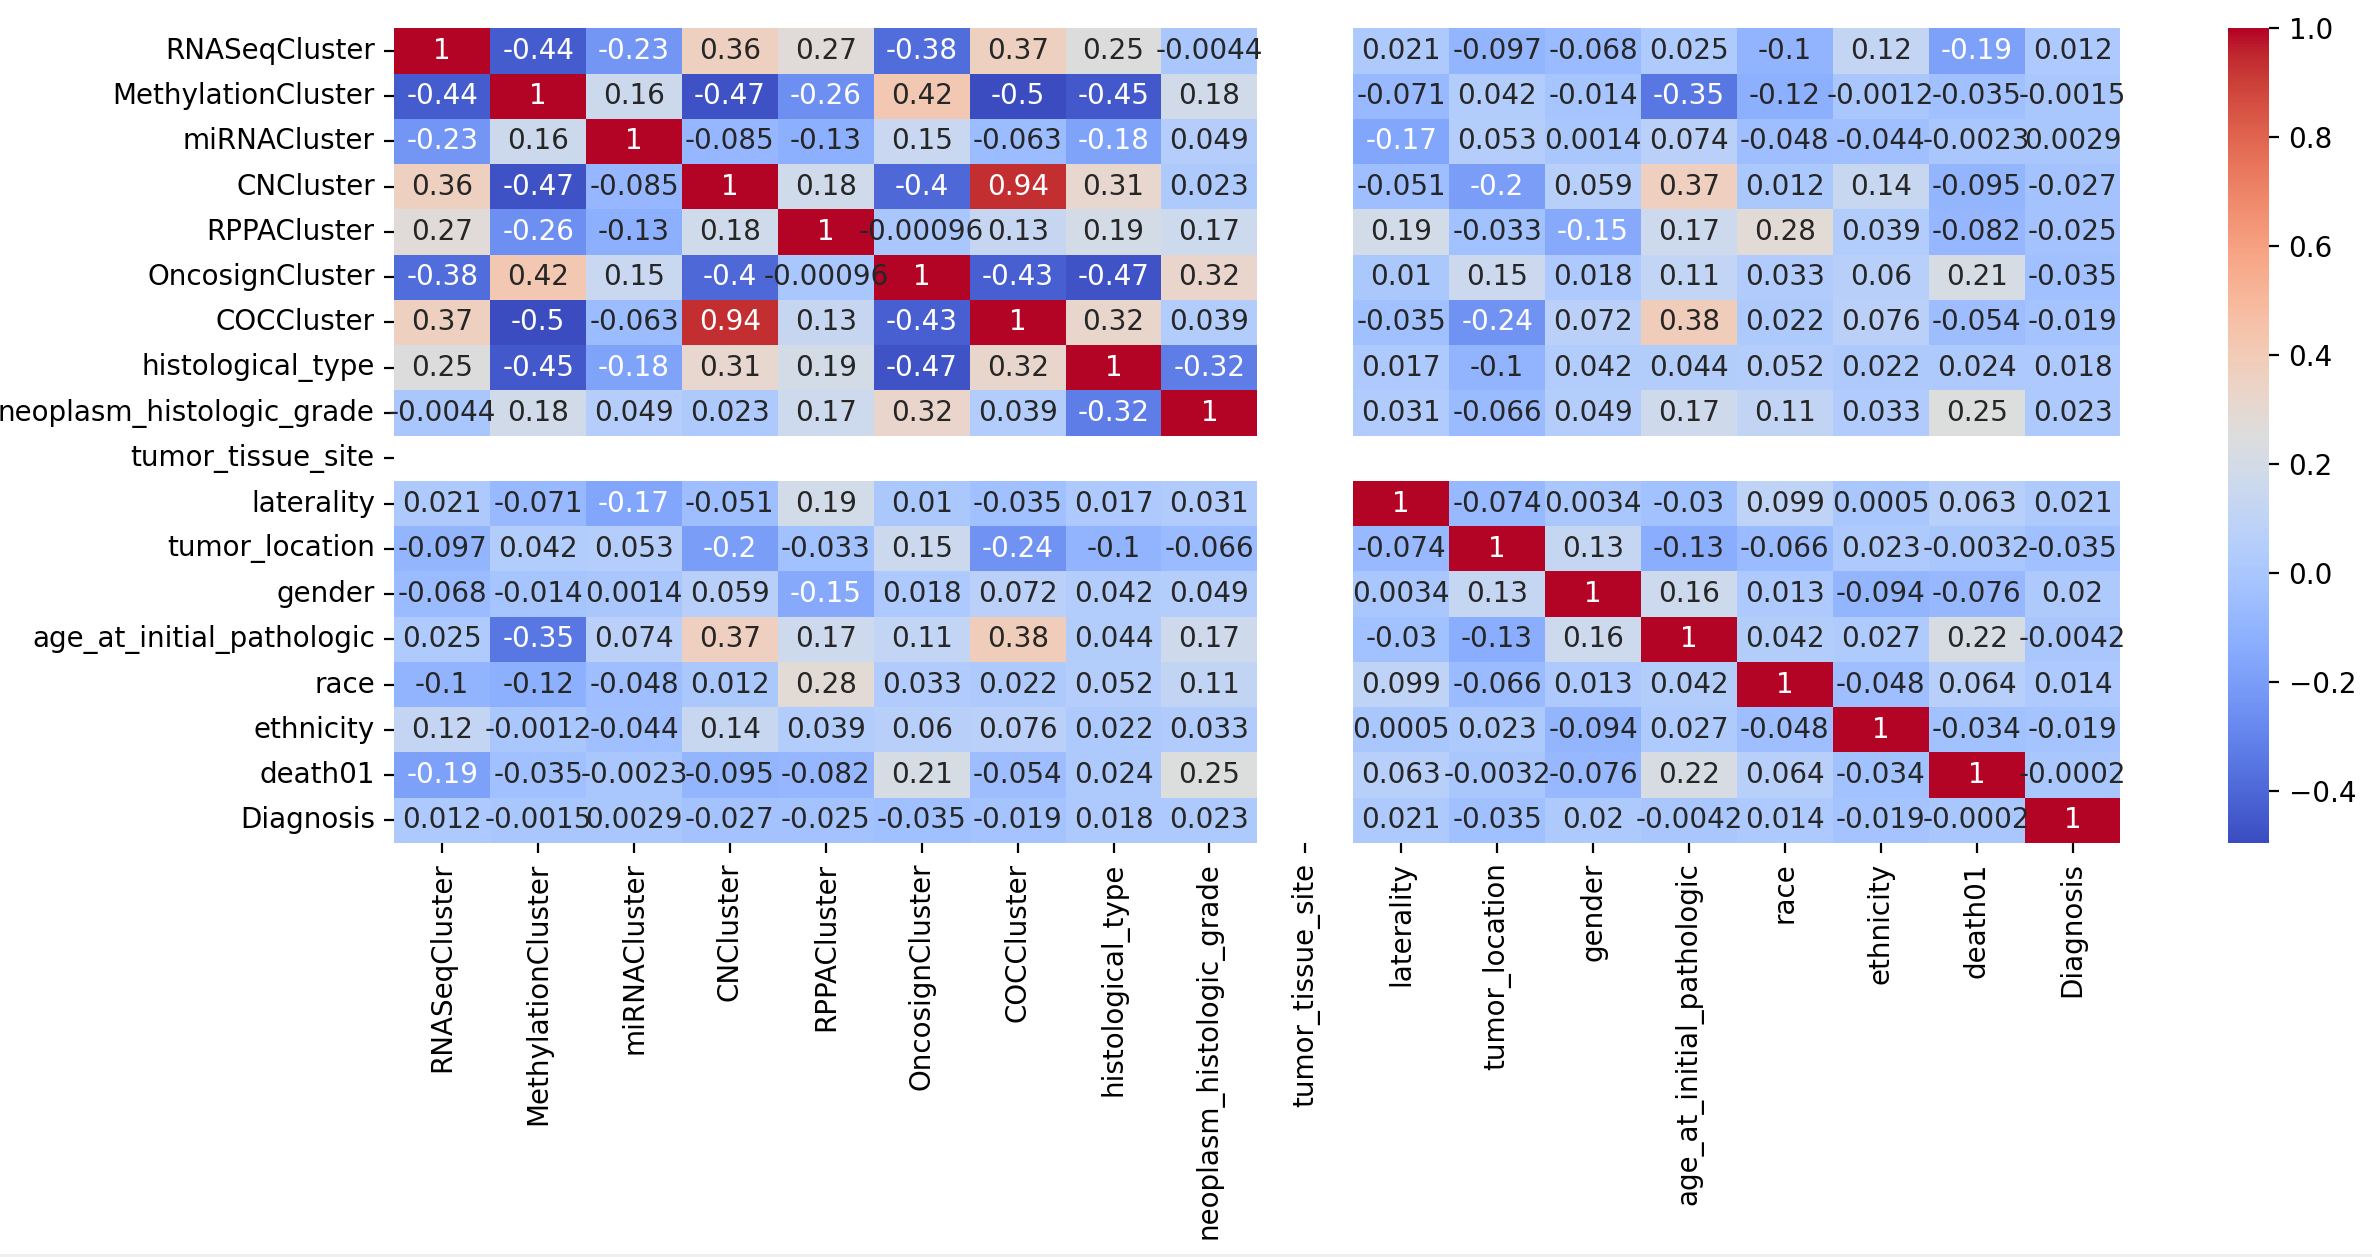 RNASeqCluster 1 -0.44 -0.23 0.36 0.27 -0.38 0.37 0.25 -0.0044 0.021 -0.097 -0.068 0.025 -0.1 0.12 -0.19 0.012
MethylationCluster -0.44 1 0.16 -0.47 -0.26 0.42 -0.5 -0.45 0.18 -0.071 0.042 -0.014 -0.35 -0.12 -0.0012 -0.035 -0.0015
miRNACluster -0.23 0.16 1 -0.085 -0.13 0.15 -0.063 -0.18 0.049 -0.17 0.053 0.0014 0.074 -0.048 -0.044 -0.0023 0.0029
CNCluster 0.36 -0.47 -0.085 1 0.18 -0.4 0.94 0.31 0.023 -0.051 -0.2 0.059 0.37 0.012 0.14 -0.095 -0.027
RPPACluster 0.27 -0.26 -0.13 0.18 1 -0.00096 0.13 0.19 0.17 0.19 -0.033 -0.15 0.17 0.28 0.039 -0.082 -0.025
OncosignCluster -0.38 0.42 0.15 -0.4 -0.00096 1 -0.43 -0.47 0.32 0.01 0.15 0.018 0.11 0.033 0.06 0.21 -0.035
COCCluster 0.37 -0.5 -0.063 0.94 0.13 -0.43 1 0.32 0.039 -0.035 -0.24 0.072 0.38 0.022 0.076 -0.054 -0.019
histological_type 0.25 -0.45 -0.18 0.31 0.19 -0.47 0.32 1 -0.32 0.017 -0.1 0.042 0.044 0.052 0.022 0.024 0.018
neoplasm_histologic_grade -0.0044 0.18 0.049 0.023 0.17 0.32 0.039 -0.32 1 0.031 -0.066 0.049 0.17 0.11 0.033 0.25 0.023
tumor_tissue_site
laterality 0.021 -0.071 -0.17 -0.051 0.19 0.01 -0.035 0.017 0.031 1 -0.074 0.0034 -0.03 0.099 0.0005 0.063 0.021
tumor_location -0.097 0.042 0.053 -0.2 -0.033 0.15 -0.24 -0.1 -0.066 -0.074 1 0.13 -0.13 -0.066 0.023 -0.0032 -0.035
gender -0.068 -0.014 0.0014 0.059 -0.15 0.018 0.072 0.042 0.049 0.0034 0.13 1 0.16 0.013 -0.094 -0.076 0.02
age_at_initial_pathologic 0.025 -0.35 0.074 0.37 0.17 0.11 0.38 0.044 0.17 -0.03 -0.13 0.16 1 0.042 0.027 0.22 -0.0042
race -0.1 -0.12 -0.048 0.012 0.28 0.033 0.022 0.052 0.11 0.099 -0.066 0.013 0.042 1 -0.048 0.064 0.014
ethnicity 0.12 -0.0012 -0.044 0.14 0.039 0.06 0.076 0.022 0.033 0.0005 0.023 -0.094 0.027 -0.048 1 -0.034 -0.019
death01 -0.19 -0.035 -0.0023 -0.095 -0.082 0.21 -0.054 0.024 0.25 0.063 -0.0032 -0.076 0.22 0.064 -0.034 1 -0.0002
Diagnosis 0.012 -0.0015 0.0029 -0.027 -0.025 -0.035 -0.019 0.018 0.023 0.021 -0.035 0.02 -0.0042 0.014 -0.019 -0.0002 1
RNASeqCluster
MethylationCluster
miRNACluster
CNCluster
RPPACluster
OncosignCluster
COCCluster
histological_type
neoplasm_histologic_grade
tumor_tissue_site
laterality
tumor_location
gender
age_at_initial_pathologic
race
ethnicity
death01
Diagnosis
1.0
0.8
0.6
0.4
0.2
0.0
−0.2
−0.4